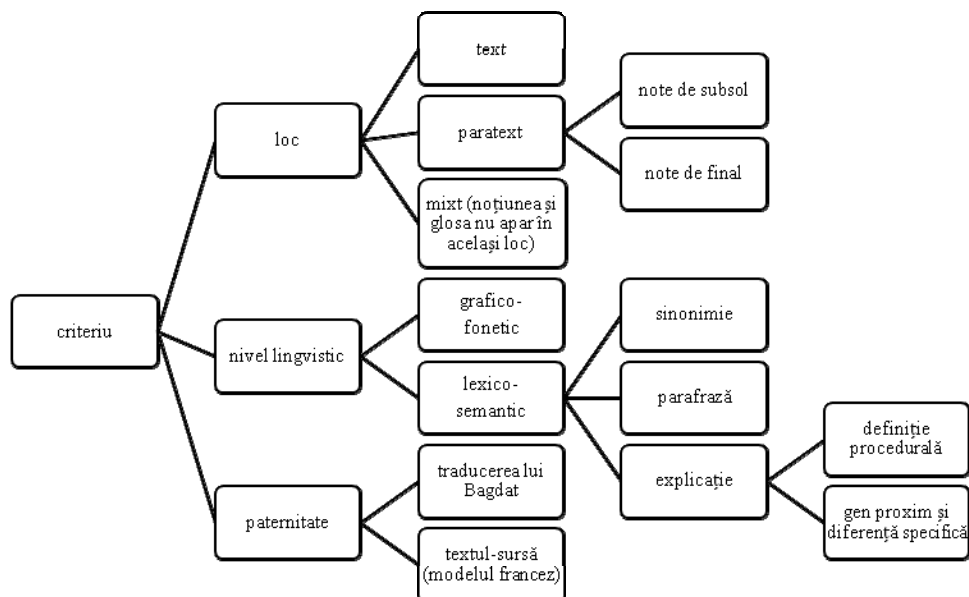 text
note de subsol
loc
paratext
note de final
mixt (noțiunea și
glosa nu apar în
același loc)
criteriu
nivel lingvistic
grafico-
fonetic
lexico-
semantic
sinonimie
parafrază
explicație
definiție
procedurală
gen proxim și
diferență specifică
paternitate
traducerea lui
Bagdat
textul-sursă
(modelul francez)